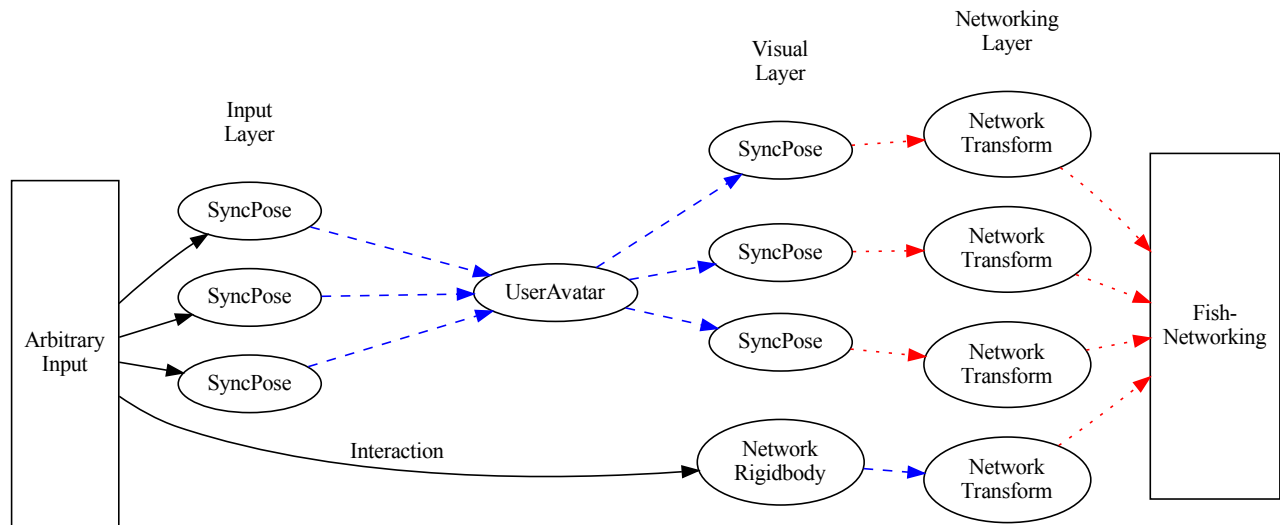 Networking
Layer
Visual
Layer
Input
Layer
Network
Transform
SyncPose
SyncPose
Network
Transform
SyncPose
SyncPose
UserAvatar
Fish-
Networking
Arbitrary
Input
SyncPose
Network
Transform
SyncPose
Interaction
Network
Rigidbody
Network
Transform